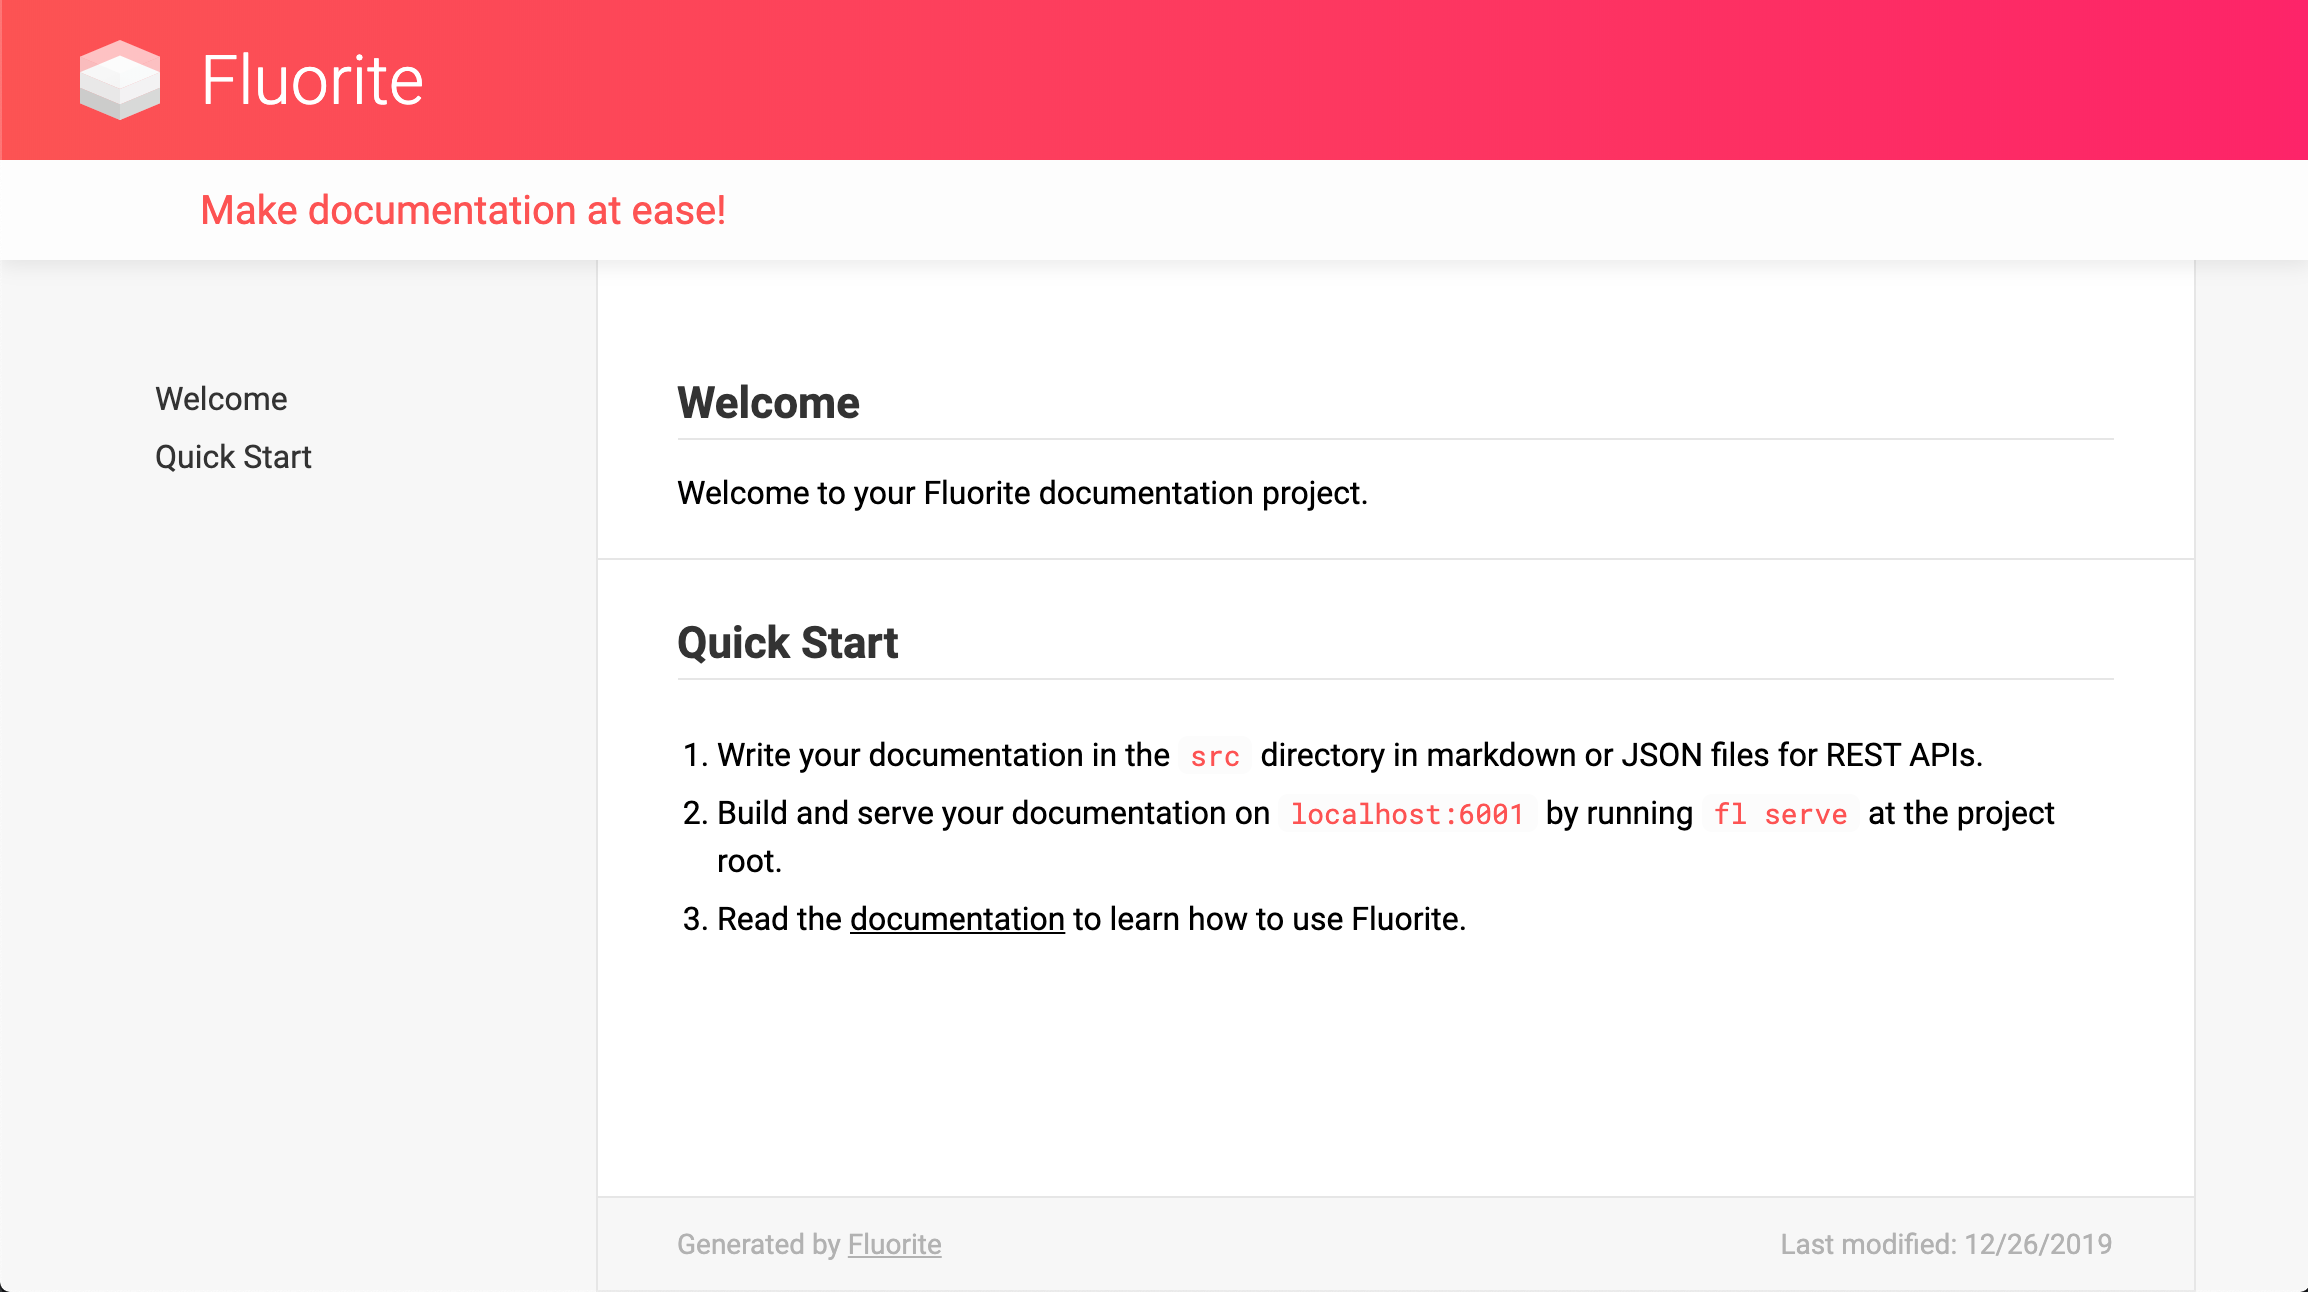 Fluorite
Make documentation at ease!
Welcome
Quick Start
Welcome
Welcome to your Fluorite documentation project.
Quick Start
1. Write your documentation in the src directory in markdown or JSON files for REST APIs.
2. Build and serve your documentation on localhost:6001 by running fl serve at the project
root.
3. Read the documentation to learn how to use Fluorite.
Generated by Fluorite
Last modified: 12/26/2019